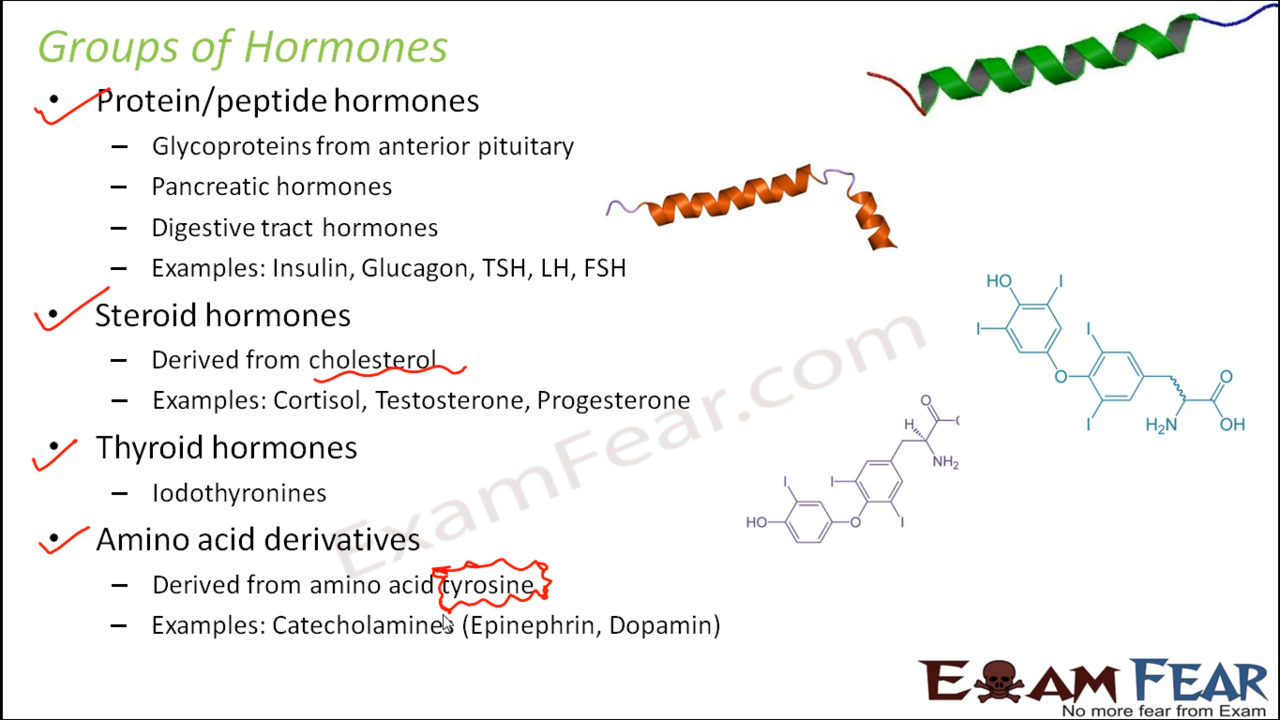 Groups of Hormones
• Protein/peptide hormones
– Glycoproteins from anterior pituitary
– Pancreatic hormones
– Digestive tract hormones
– Examples: Insulin, Glucagon, TSH, LH, FSH
• Steroid hormones
– Derived from cholesterol
– Examples: Cortisol, Testosterone, Progesterone
• Thyroid hormones
– Iodothyronines
• Amino acid derivatives
– Derived from amino acid tyrosine
– Examples: Catecholamines (Epinephrin, Dopamin)
HO
I
I
I
O
I
O
H₂N
OH
O
H
NH₂
I
I
HO
O
I
ExamFear.com
EXAM FEAR
No more fear from Exam